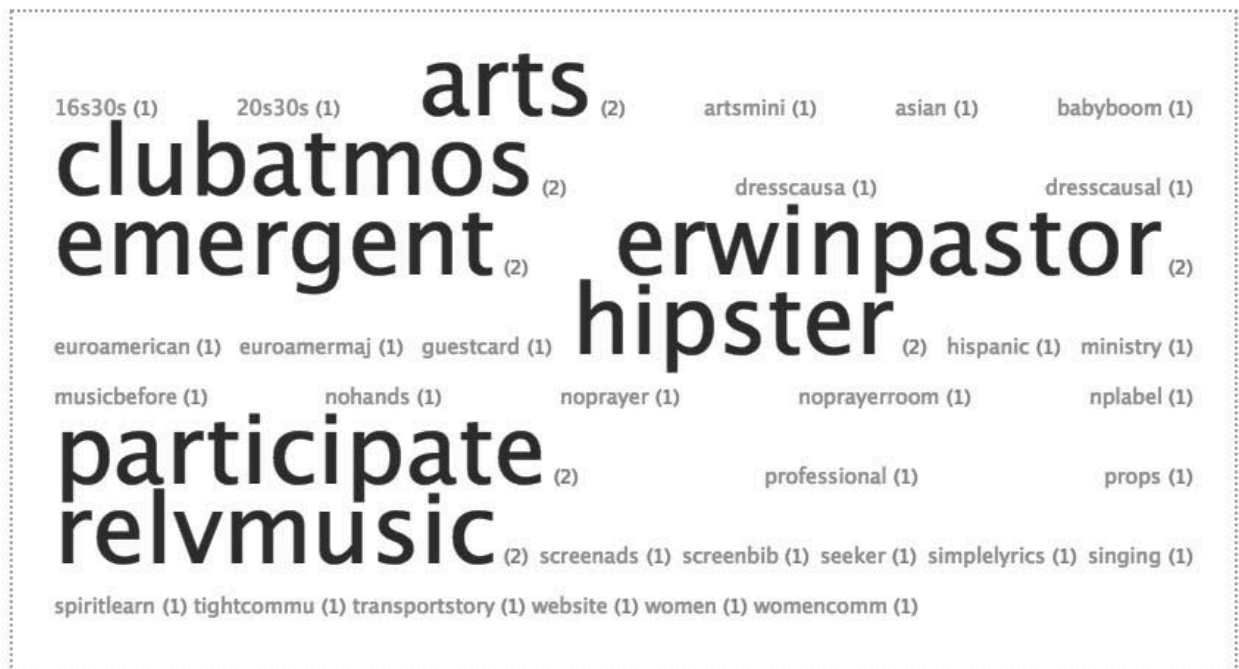 16s30s (1) 20s30s (1) arts (2) artsmini (1) asian (1) babyboom (1)
clubatmos (2) dresscausa (1) dresscausal (1)
emergent (2) erwinpastor (2)
euroamerican (1) euroamermaj (1) guestcard (1) hipster (2) hispanic (1) ministry (1)
musicbefore (1) nohands (1) noprayer (1) noprayerroom (1) nplabel (1)
participate (2) professional (1) props (1)
relvmusic (2) screenads (1) screenbib (1) seeker (1) simplelyrics (1) singing (1)
spiritlearn (1) tightcommu (1) transportstory (1) website (1) women (1) womencomm (1)